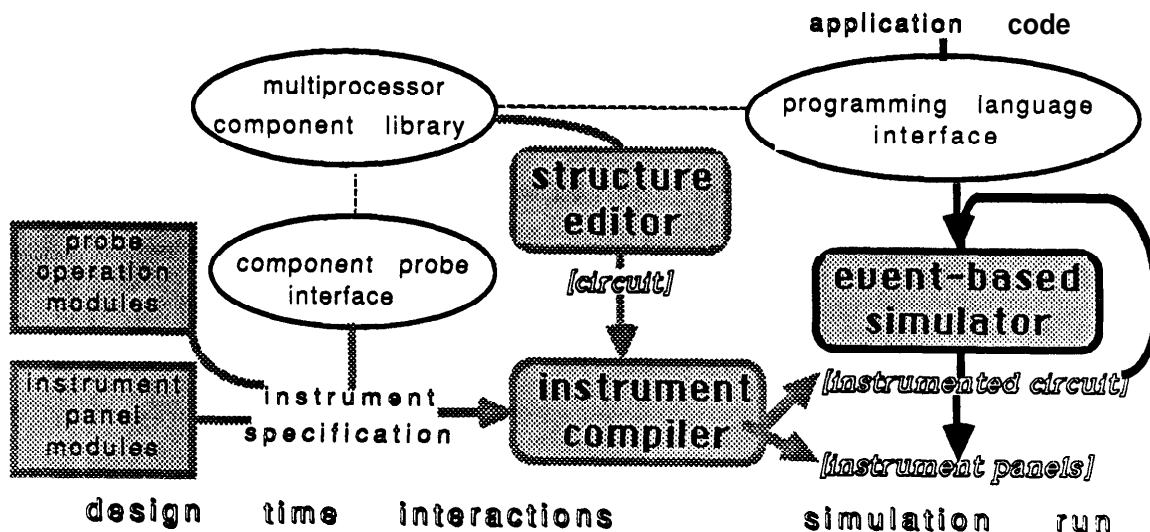 application code
multiprocessor
component library
programming language
interface
structure
editor
probe
operation
modules
component probe
interface
[circuit]
event-based
simulator
instrument
panel
modules
instrument
specification
instrument
compiler
[instrumented circuit]
[instrument panels]
design time interactions
simulation run